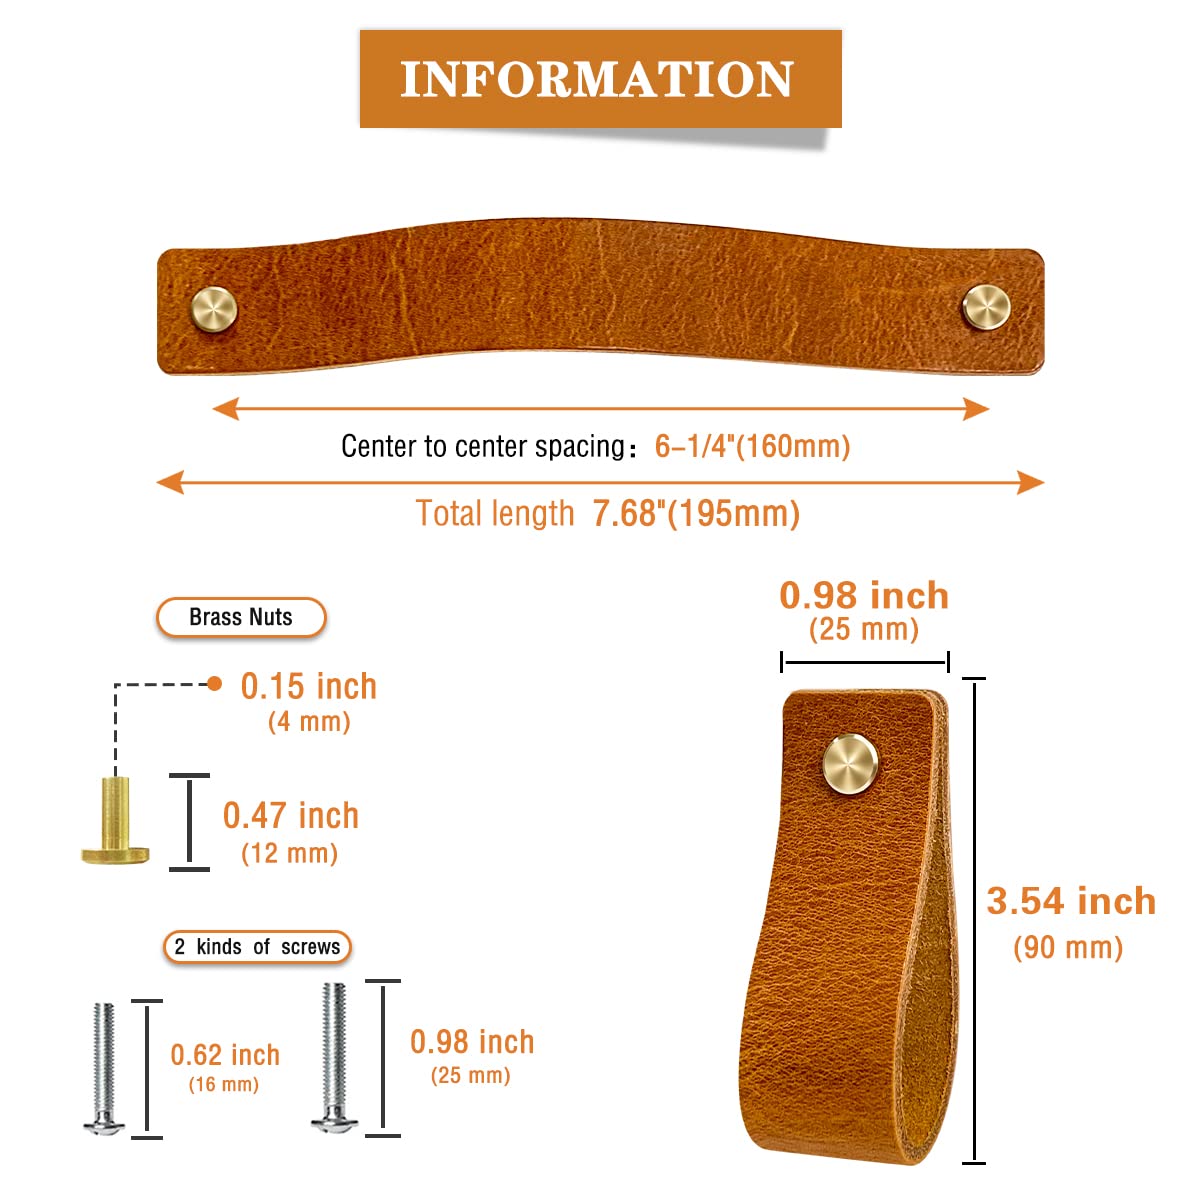 INFORMATION
Center to center spacing： 6-1/4"(160mm)
Total length 7.68"(195mm)
Brass Nuts
0.15 inch
(4 mm)
0.47 inch
(12 mm)
2 kinds of screws
0.62 inch
(16 mm)
0.98 inch
(25 mm)
0.98 inch
(25 mm)
3.54 inch
(90 mm)